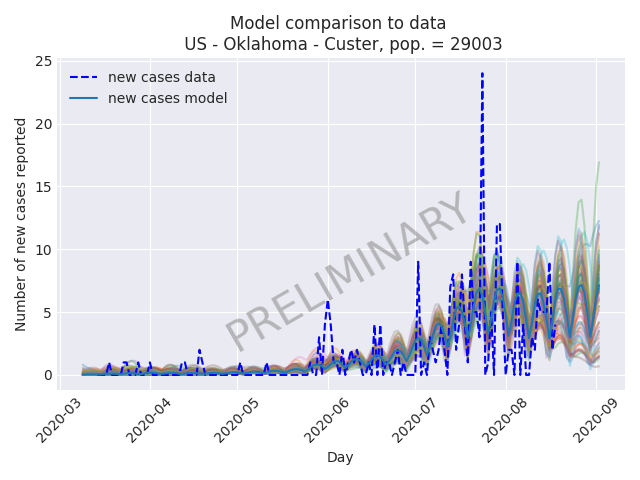 Model comparison to data
US - Oklahoma - Custer, pop. = 29003
new cases data
new cases model
PRELIMINARY
Number of new cases reported
25
20
15
10
5
0
2020-03
2020-04
2020-05
2020-06
2020-07
2020-08
2020-09
Day